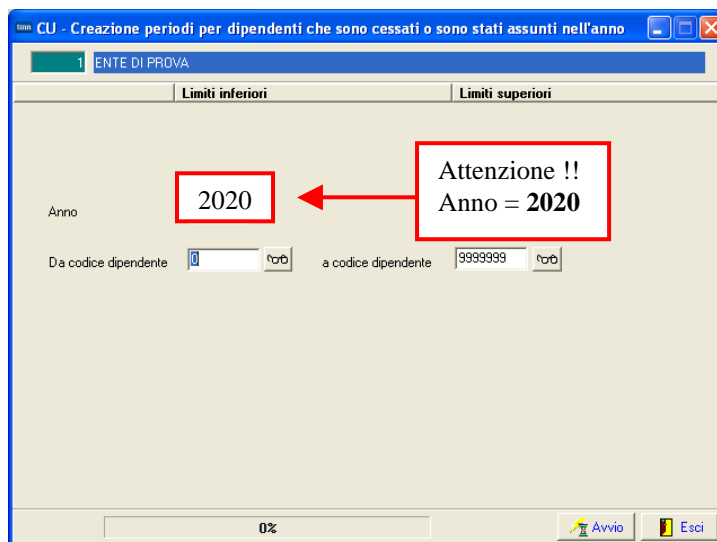 tinn CU - Creazione periodi per dipendenti che sono cessati o sono stati assunti nell'anno
1 ENTE DI PROVA
Limiti inferiori Limiti superiori
Attenzione !!
Anno = 2020
Anno 2020
Da codice dipendente 0 a codice dipendente 9999999
0% Avvio Esci